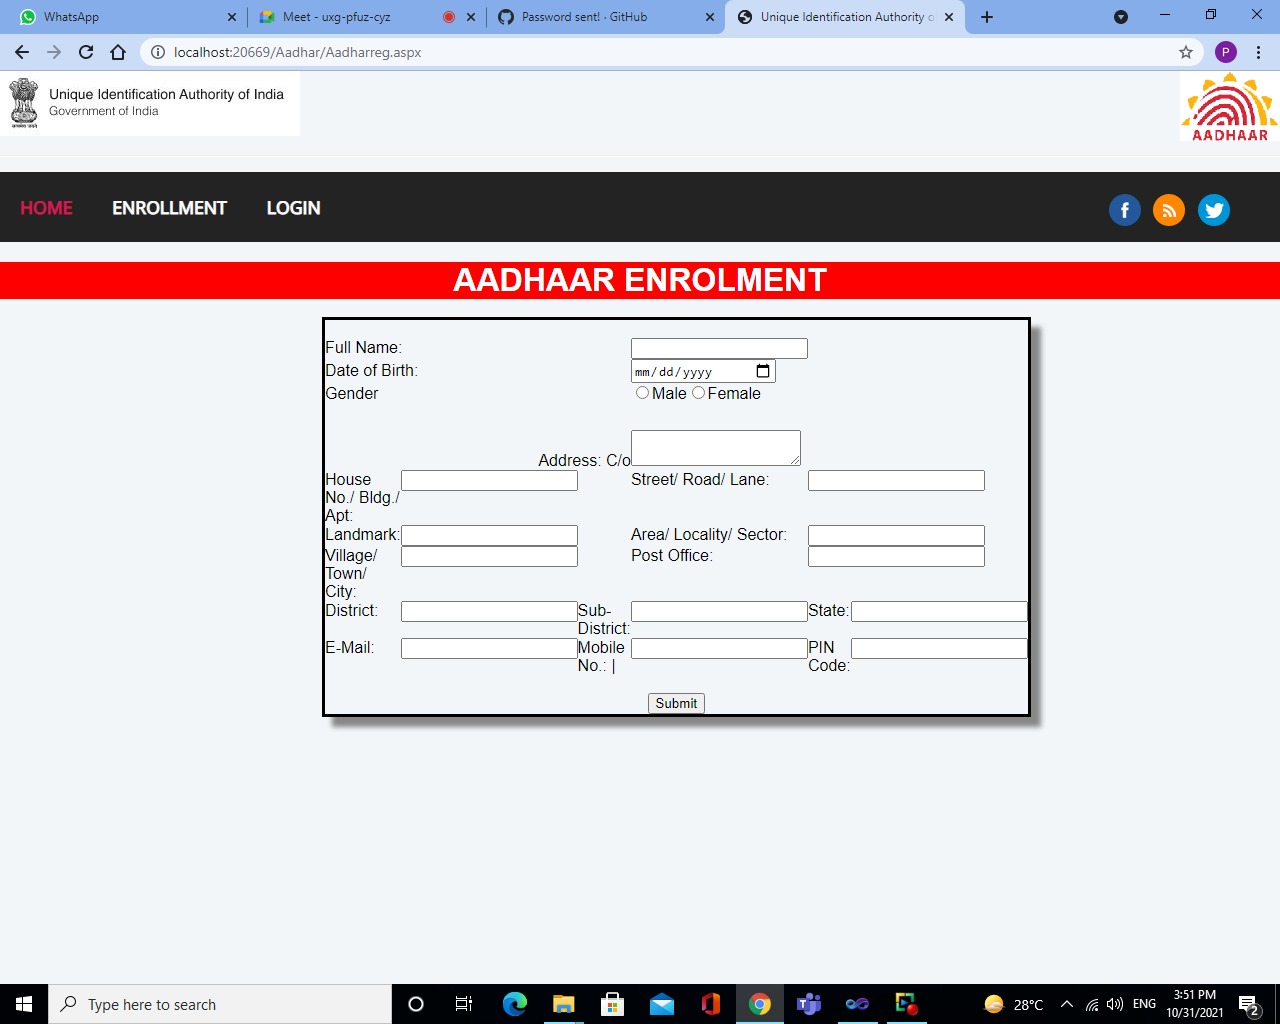 WhatsApp
Meet - uxg-pfuz-cyz
Password sent! · GitHub
Unique Identification Authority o
localhost:20669/Aadhar/Aadharreg.aspx
P
Unique Identification Authority of India
Government of India
AADHAAR
HOME ENROLLMENT LOGIN
AADHAAR ENROLMENT
Full Name:
Date of Birth: mm/dd/yyyy
Gender Male Female
Address: C/o
House No./ Bldg./ Apt: Street/ Road/ Lane:
Landmark: Area/ Locality/ Sector:
Village/ Town/ City: Post Office:
District: Sub-District: State:
E-Mail: Mobile No.: | PIN Code:
Submit
Type here to search
28°C
ENG
3:51 PM
10/31/2021
2